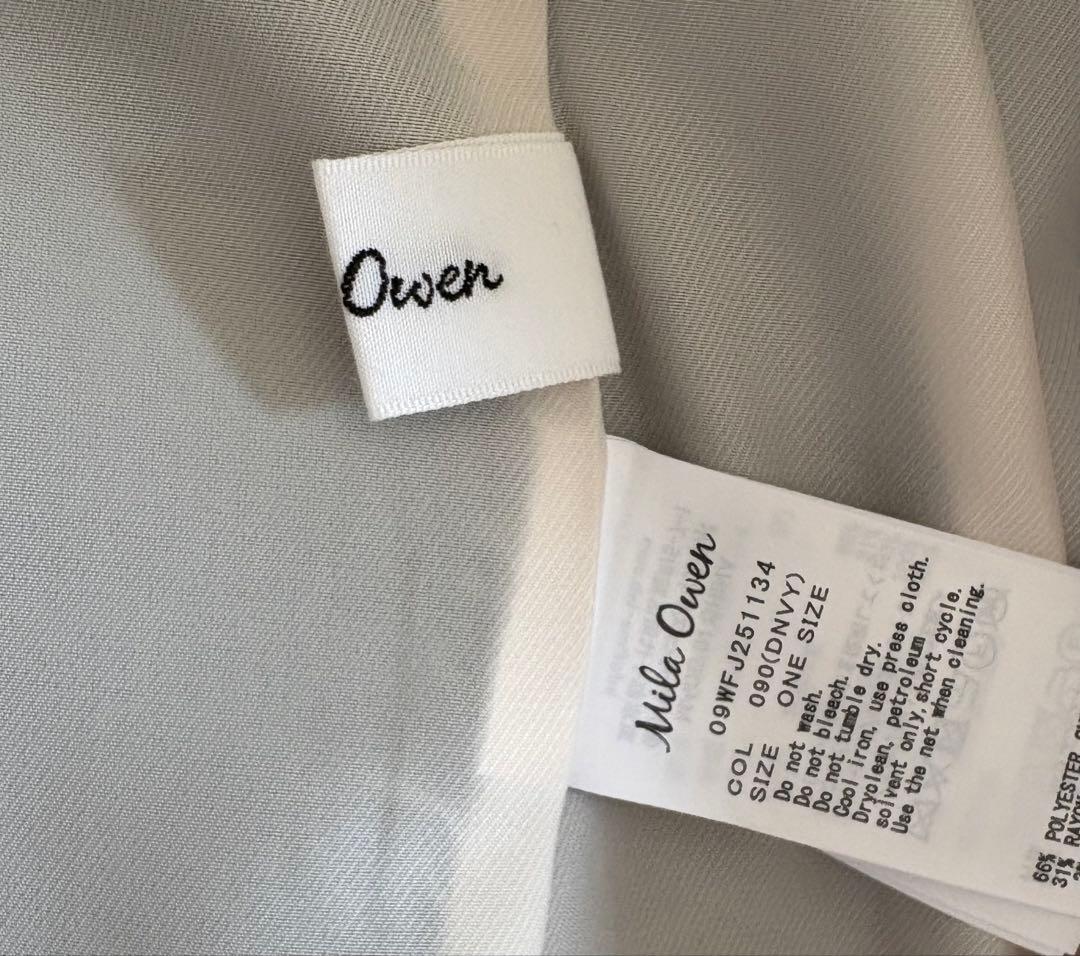 Owen
Mila Owen
09WFJ251134
COL 090(DNVY)
SIZE ONE SIZE
Do not wash.
Do not bleach.
Do not tumble dry.
Cool iron, use press cloth.
Dryclean, petroleum
solvent only, short cycle.
Use the net when cleaning.
66% POLYESTER
31%